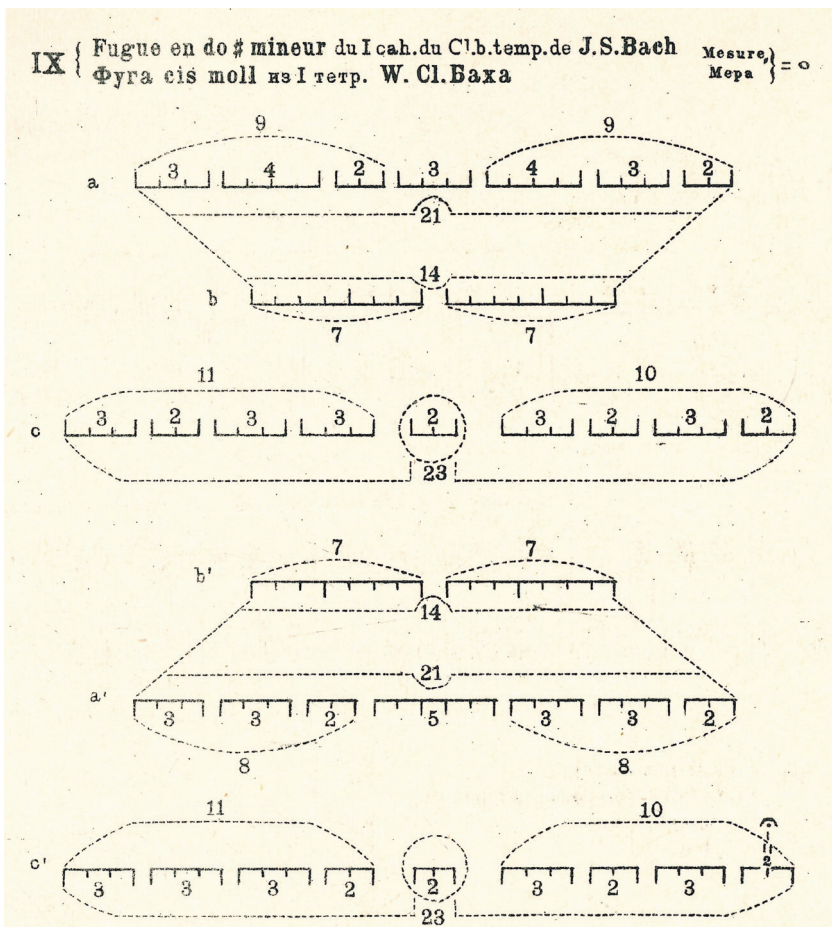 IX { Fugue en do ♯ mineur du I cah.du Cl.b.temp.de J.S.Bach Mesure, } = o
Фуга cis moll из I тетр. W. Cl.Баха Мера
9 9
a 3 4 2 3 4 3 2
21
14
b
7 7
11 10
c 3 2 3 3 2 3 2 3 2
23
7 7
b'
14
21
a' 3 3 2 5 3 3 2
8 8
11 10
c' 3 3 3 2 2 3 2 3 2
23